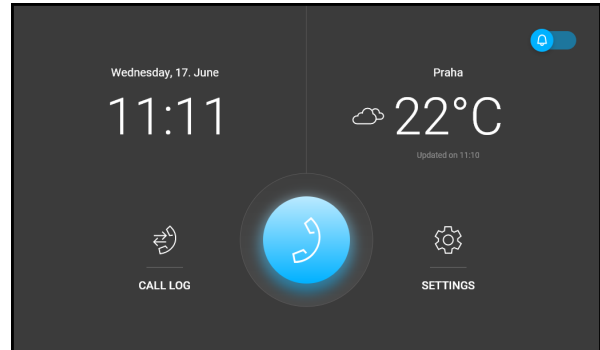 Wednesday, 17. June
11:11
Praha
22°C
Updated on 11:10
CALL LOG
SETTINGS